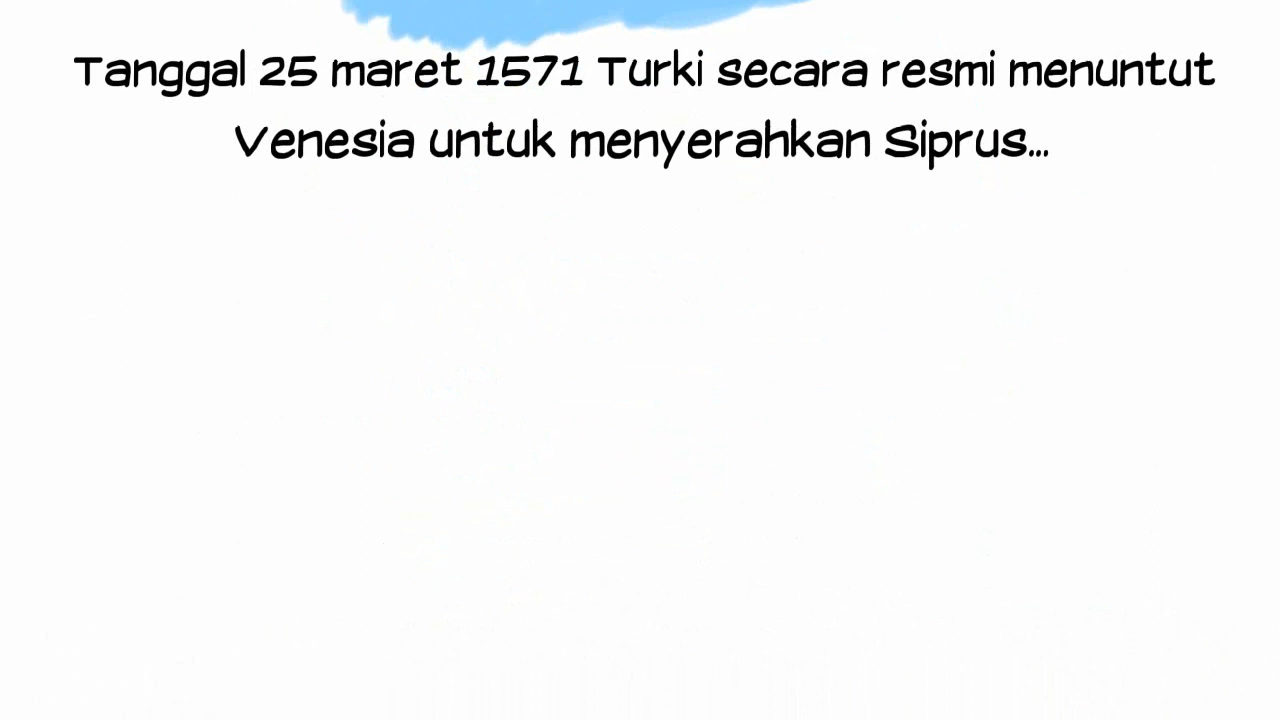 Tanggal 25 maret 1571 Turki secara resmi menuntut
Venesia untuk menyerahkan Siprus...